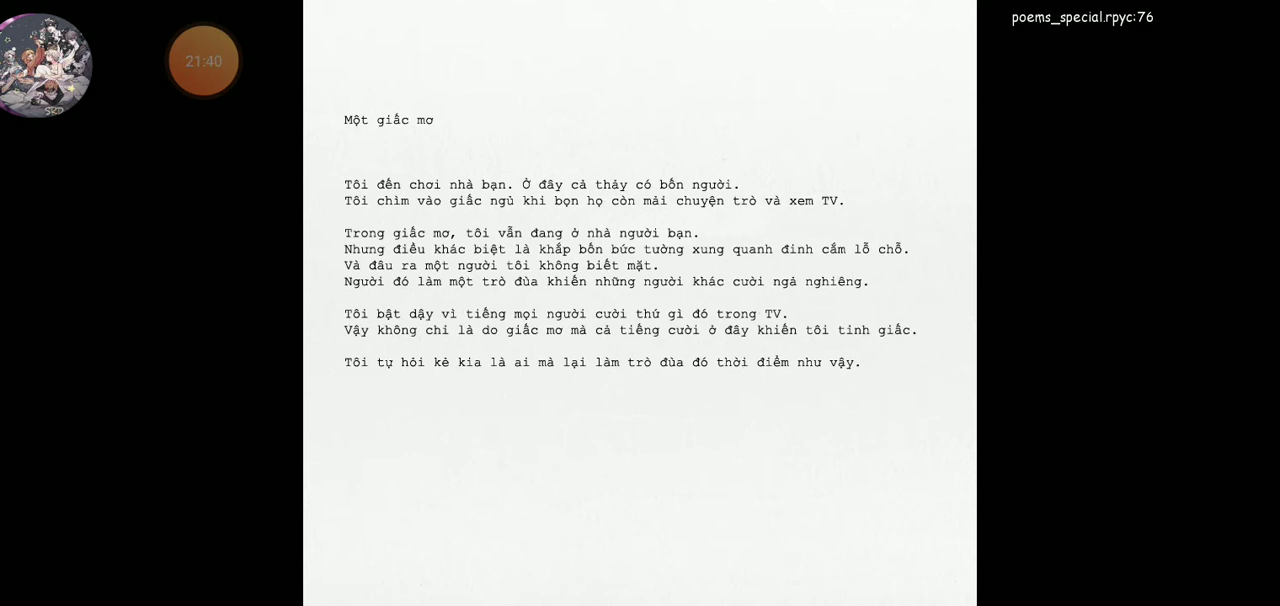 poems_special.rpyc:76
21:40
SKIP
Một giấc mơ
Tôi đến chơi nhà bạn. Ở đây cả thảy có bốn người.
Tôi chìm vào giấc ngủ khi bọn họ còn mải chuyện trò và xem TV.
Trong giấc mơ, tôi vẫn đang ở nhà người bạn.
Nhưng điều khác biệt là khắp bốn bức tường xung quanh đinh cắm lỗ chỗ.
Và đâu ra một người tôi không biết mặt.
Người đó làm một trò đùa khiến những người khác cười ngả nghiêng.
Tôi bật dậy vì tiếng mọi người cười thứ gì đó trong TV.
Vậy không chỉ là do giấc mơ mà cả tiếng cười ở đây khiến tôi tỉnh giấc.
Tôi tự hỏi kẻ kia là ai mà lại làm trò đùa đó thời điểm như vậy.